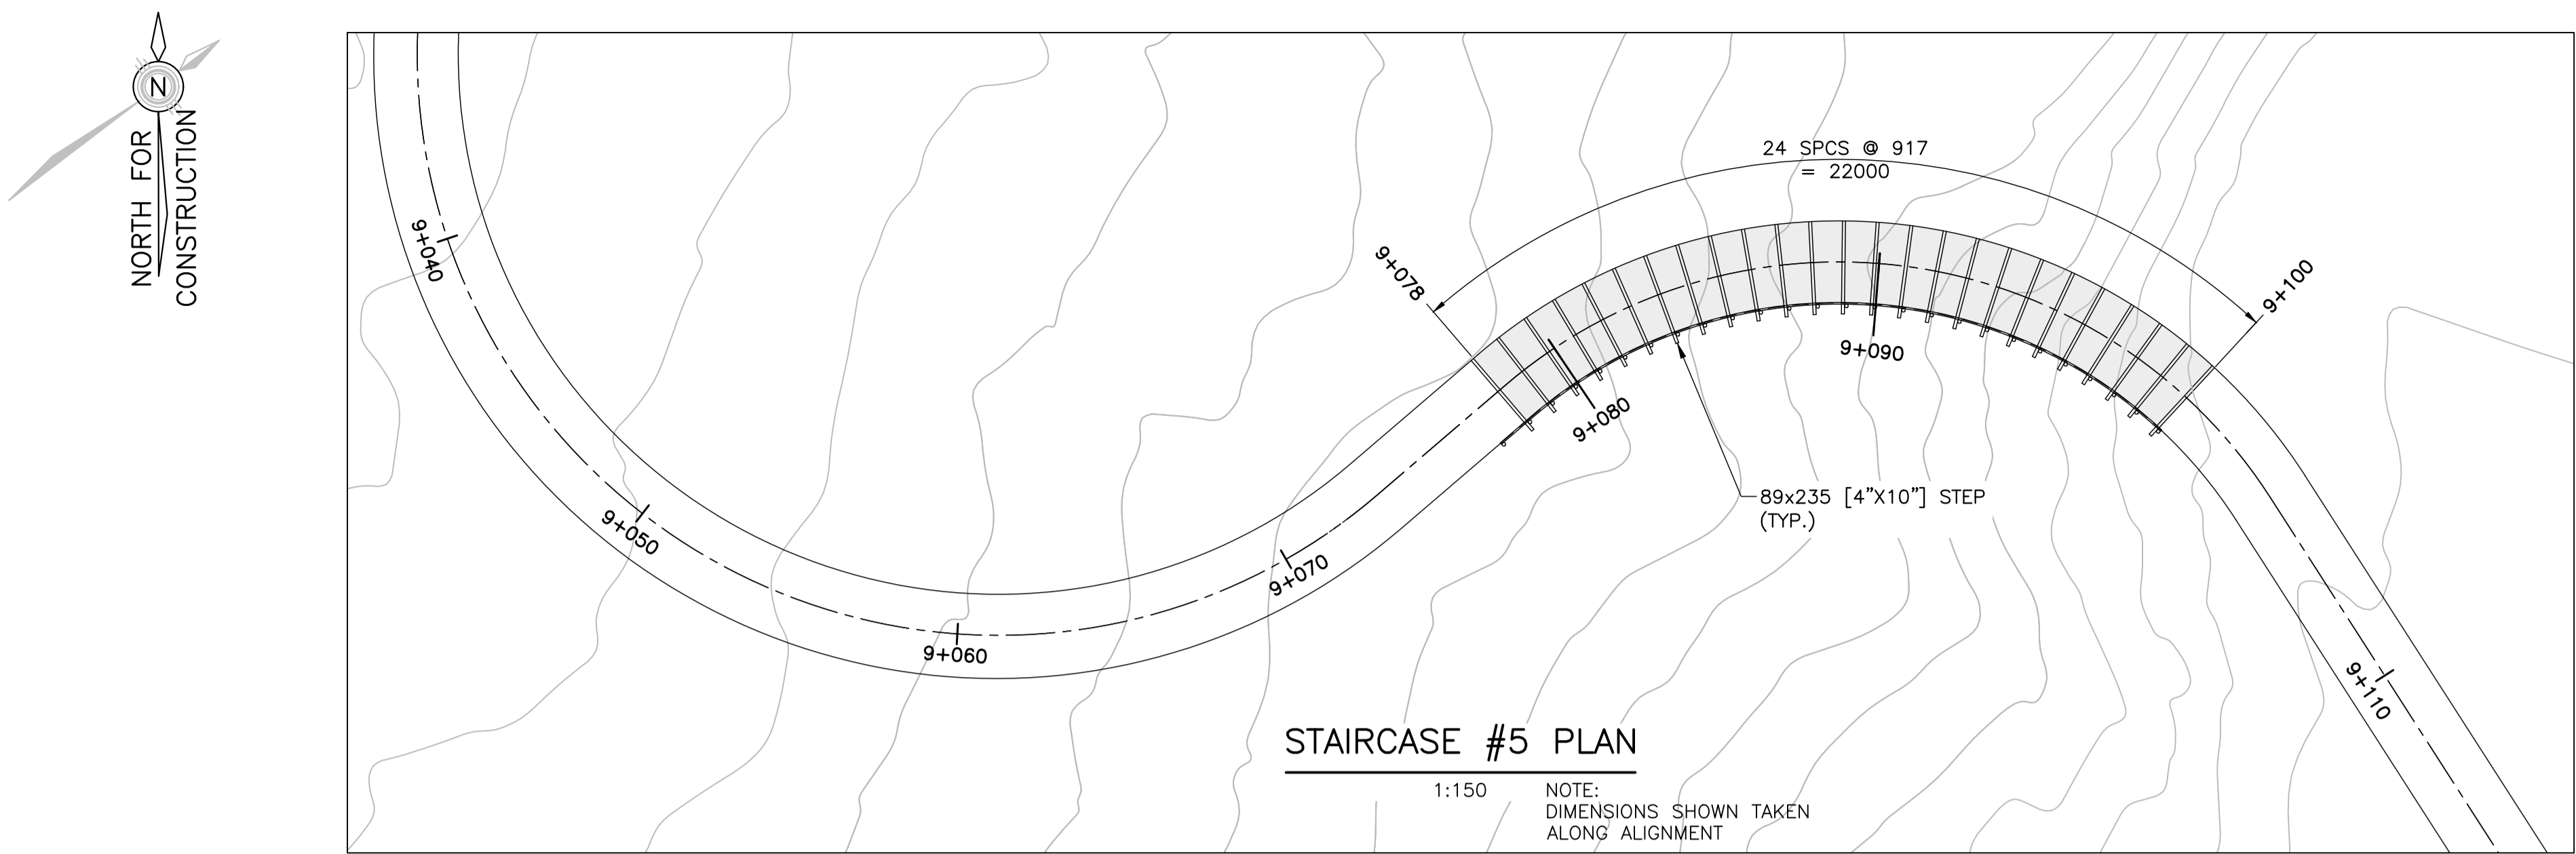 N
NORTH FOR
CONSTRUCTION
24 SPCS @ 917
= 22000
9+040
9+050
9+060
9+070
9+078
9+080
9+090
9+100
9+110
89x235 [4"X10"] STEP
(TYP.)
STAIRCASE #5 PLAN
1:150
NOTE:
DIMENSIONS SHOWN TAKEN
ALONG ALIGNMENT